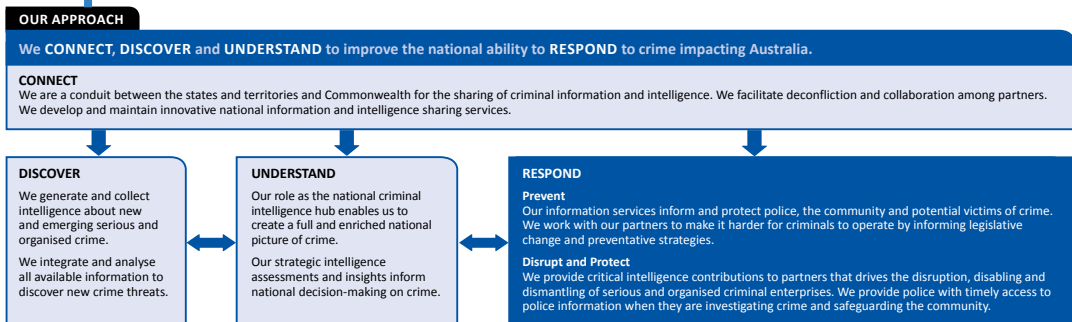 OUR APPROACH
We CONNECT, DISCOVER and UNDERSTAND to improve the national ability to RESPOND to crime impacting Australia.
CONNECT
We are a conduit between the states and territories and Commonwealth for the sharing of criminal information and intelligence. We facilitate deconfliction and collaboration among partners.
We develop and maintain innovative national information and intelligence sharing services.
DISCOVER
We generate and collect
intelligence about new
and emerging serious and
organised crime.
We integrate and analyse
all available information to
discover new crime threats.
UNDERSTAND
Our role as the national criminal
intelligence hub enables us to
create a full and enriched national
picture of crime.
Our strategic intelligence
assessments and insights inform
national decision-making on crime.
RESPOND
Prevent
Our information services inform and protect police, the community and potential victims of crime.
We work with our partners to make it harder for criminals to operate by informing legislative
change and preventative strategies.
Disrupt and Protect
We provide critical intelligence contributions to partners that drives the disruption, disabling and
dismantling of serious and organised criminal enterprises. We provide police with timely access to
police information when they are investigating crime and safeguarding the community.